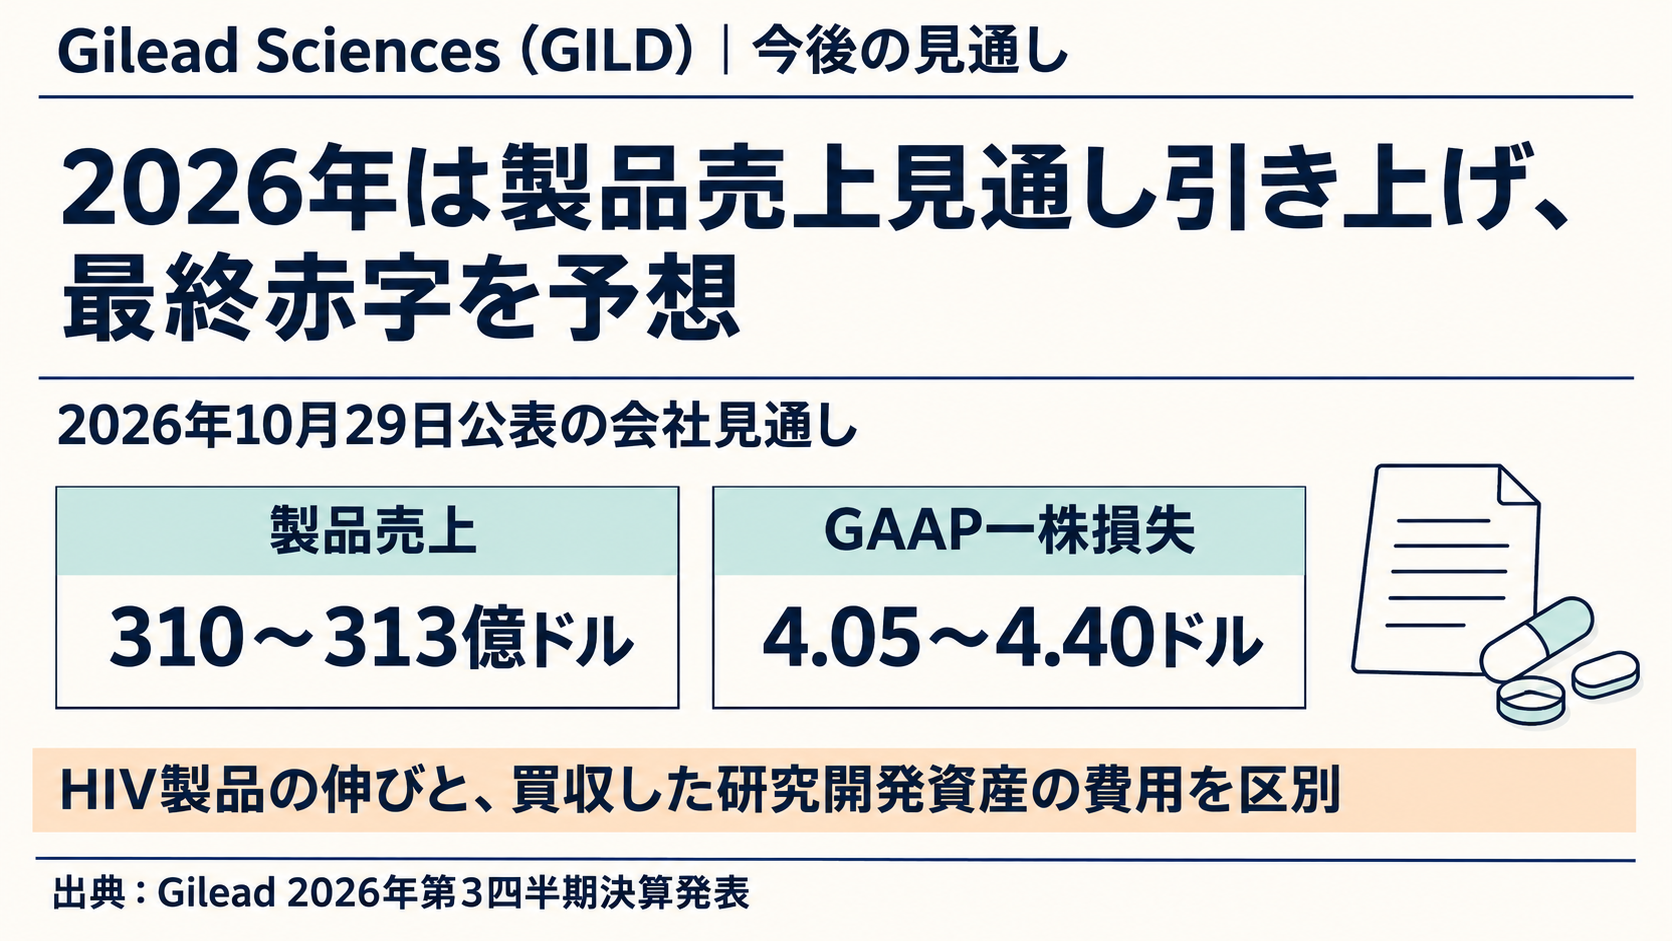 Gilead Sciences（GILD）｜今後の見通し
2026年は製品売上見通し引き上げ、
最終赤字を予想
2026年10月29日公表の会社見通し
製品売上
310～313億ドル
GAAP一株損失
4.05～4.40ドル
HIV製品の伸びと、買収した研究開発資産の費用を区別
出典：Gilead 2026年第3四半期決算発表